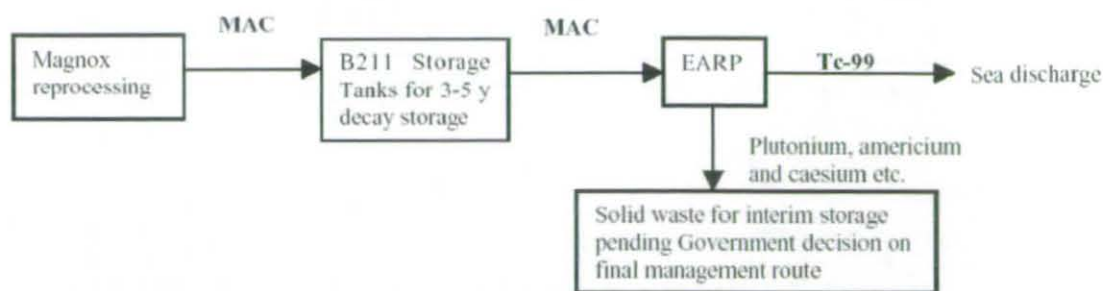 MAC
MAC
Magnox
reprocessing
B211 Storage
Tanks for 3-5 y
decay storage
EARP
Tc-99
Sea discharge
Plutonium, americium
and caesium etc.
Solid waste for interim storage
pending Government decision on
final management route